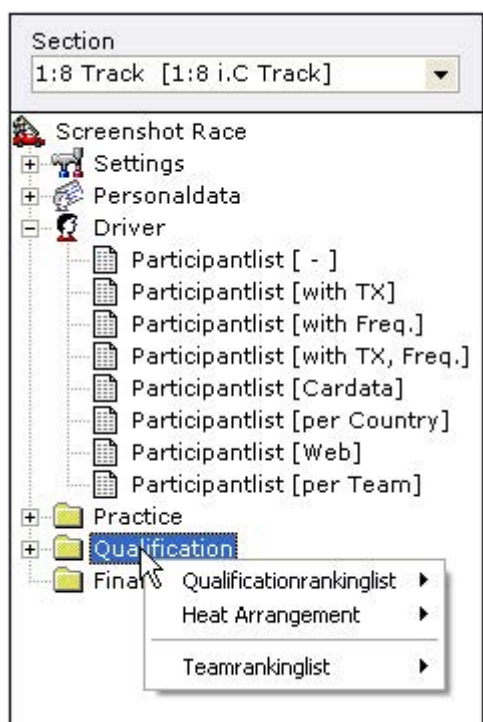 Section
1:8 Track [1:8 i.C Track]
Screenshot Race
Settings
Personaldata
Driver
Participantlist [ - ]
Participantlist [with TX]
Participantlist [with Freq.]
Participantlist [with TX, Freq.]
Participantlist [Cardata]
Participantlist [per Country]
Participantlist [Web]
Participantlist [per Team]
Practice
Qualification
Qualificationrankinglist
Heat Arrangement
Teamrankinglist